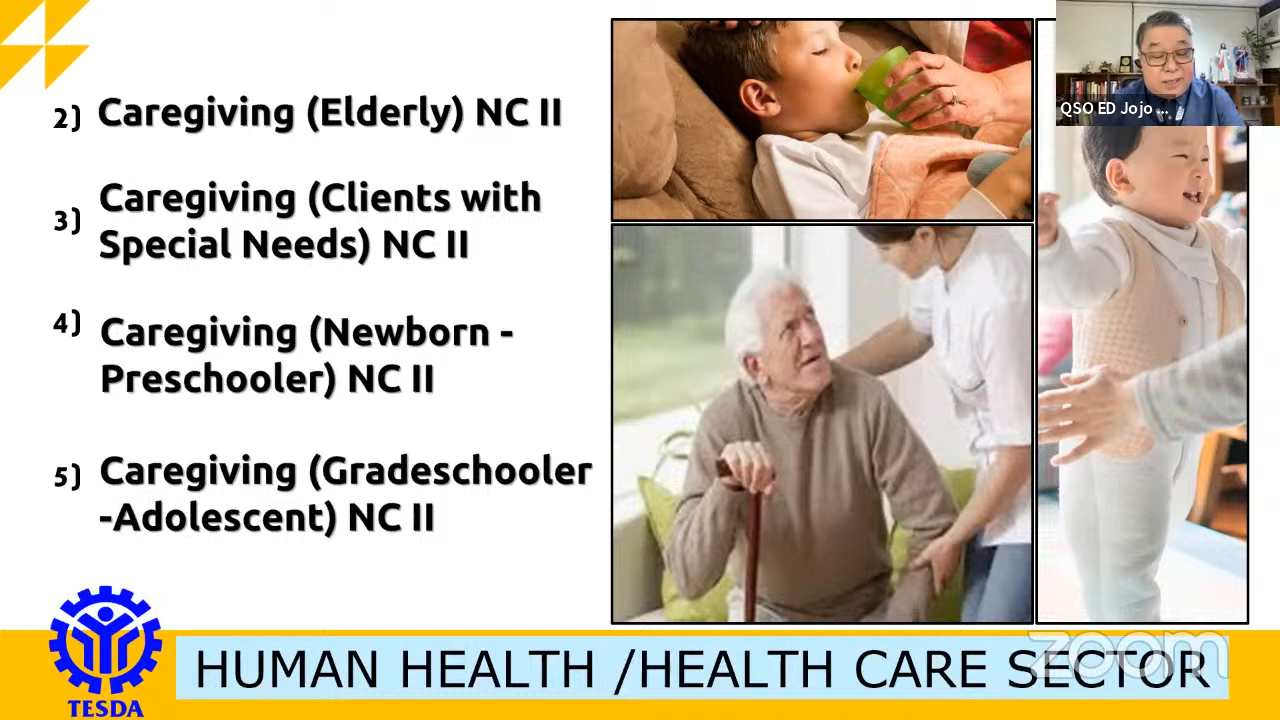 2) Caregiving (Elderly) NC II
3) Caregiving (Clients with
Special Needs) NC II
4) Caregiving (Newborn -
Preschooler) NC II
5) Caregiving (Gradeschooler
-Adolescent) NC II
QSO ED Jojo ...
TESDA
HUMAN HEALTH /HEALTH CARE SECTOR
zoom